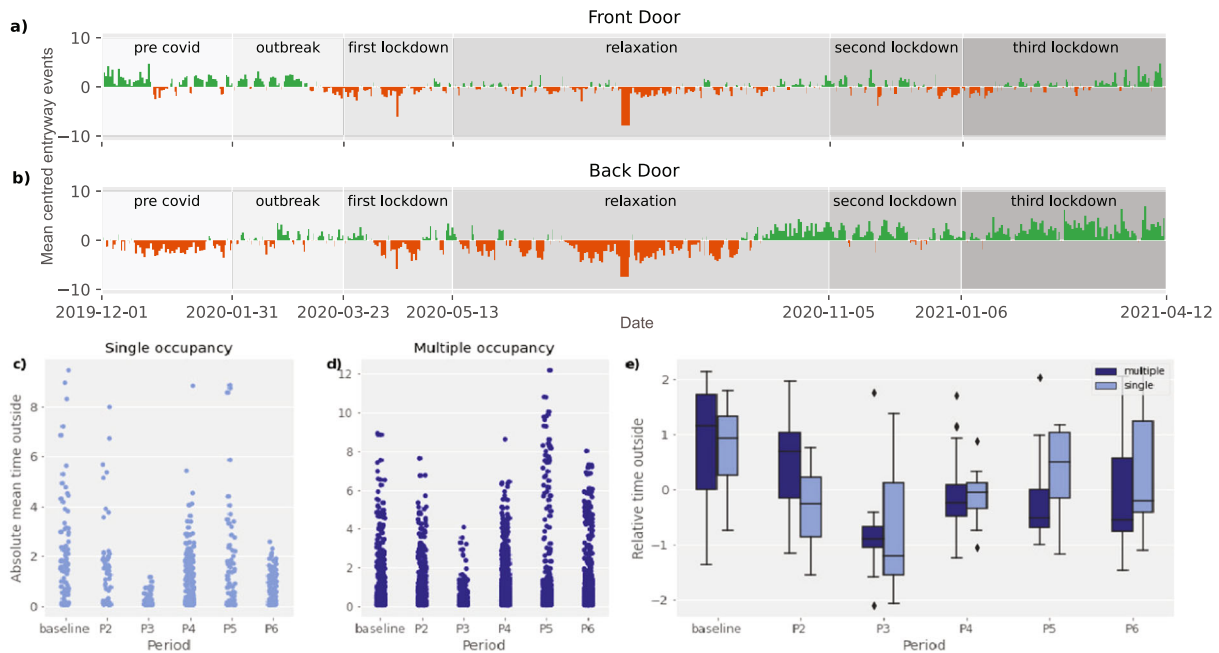 Front Door
a)
10
0
−10
pre covid
outbreak
first lockdown
relaxation
second lockdown
third lockdown
Mean centred entryway events
Back Door
b)
10
0
−10
pre covid
outbreak
first lockdown
relaxation
second lockdown
third lockdown
2019-12-01
2020-01-31
2020-03-23
2020-05-13
2020-11-05
2021-01-06
2021-04-12
Date
Single occupancy
c)
Absolute mean time outside
8
6
4
2
0
baseline
P2
P3
P4
P5
P6
Period
Multiple occupancy
d)
12
10
8
6
4
2
0
baseline
P2
P3
P4
P5
P6
Period
e)
multiple
single
Relative time outside
2
1
0
−1
−2
baseline
P2
P3
P4
P5
P6
Period